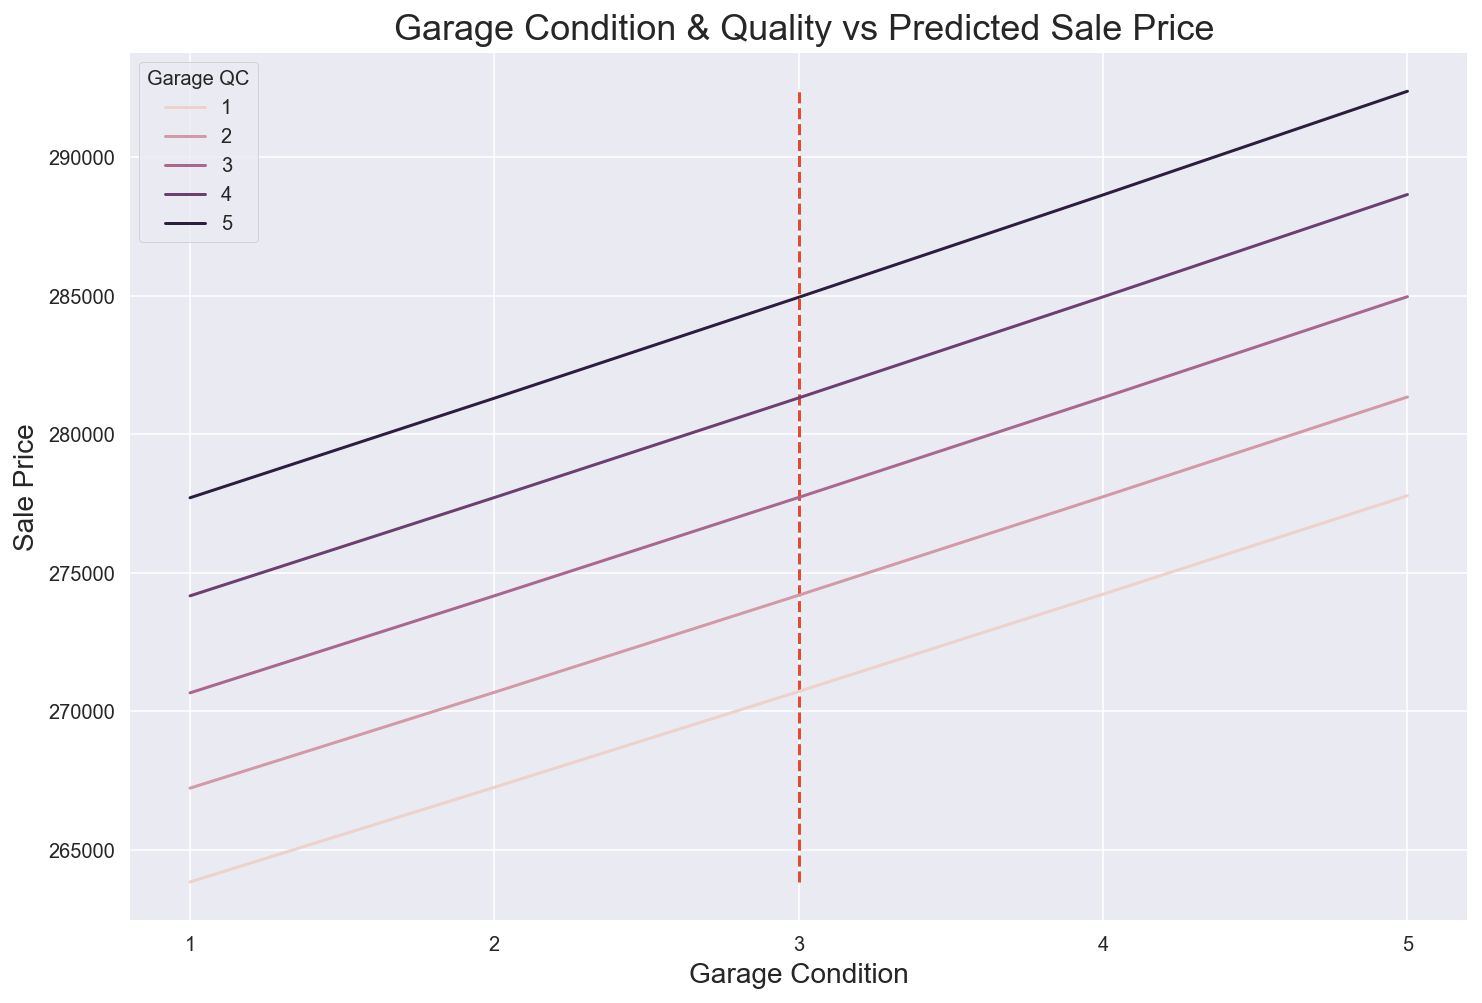 Garage Condition & Quality vs Predicted Sale Price
Garage QC
1
2
3
4
5
290000
285000
280000
275000
270000
265000
Sale Price
1 2 3 4 5
Garage Condition